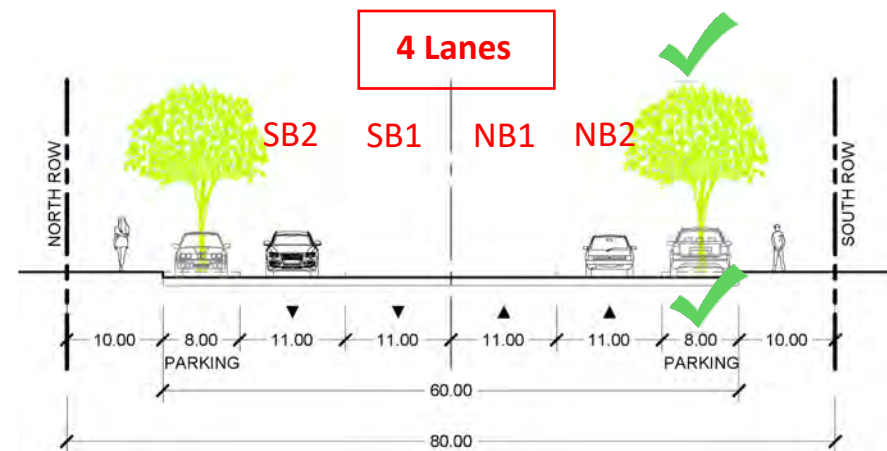 4 Lanes
SB2 SB1 NB1 NB2
NORTH ROW
SOUTH ROW
10.00 8.00 11.00 11.00 11.00 11.00 8.00 10.00
PARKING PARKING
60.00
80.00